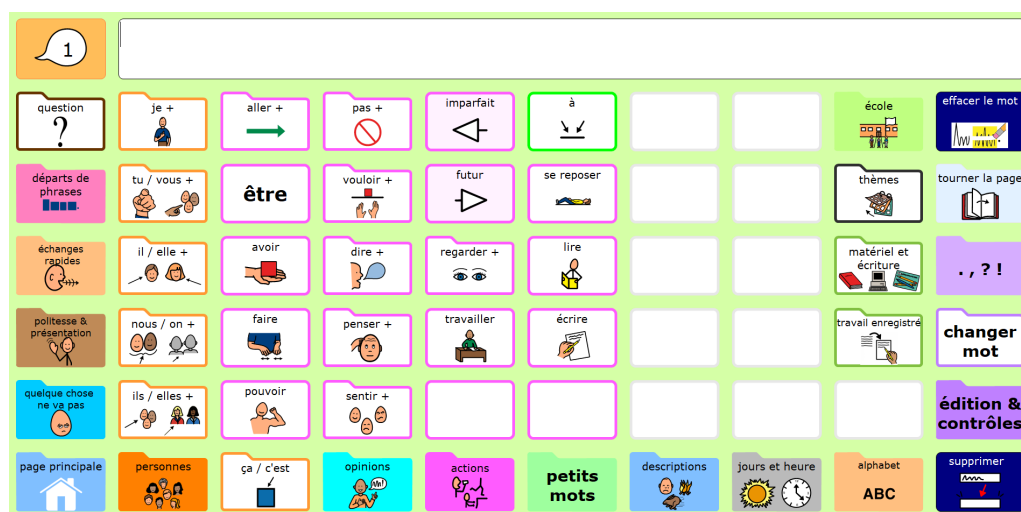 1
question
je +
aller +
pas +
imparfait
à
école
effacer le mot
départs de
phrases
tu / vous +
être
vouloir +
futur
se reposer
thèmes
tourner la page
échanges
rapides
il / elle +
avoir
dire +
regarder +
lire
matériel et
écriture
. , ? !
politesse &
présentation
nous / on +
faire
penser +
travailler
écrire
travail enregistré
changer
mot
quelque chose
ne va pas
ils / elles +
pouvoir
sentir +
édition &
contrôles
page principale
personnes
ça / c'est
opinions
actions
petits
mots
descriptions
jours et heure
alphabet
ABC
supprimer